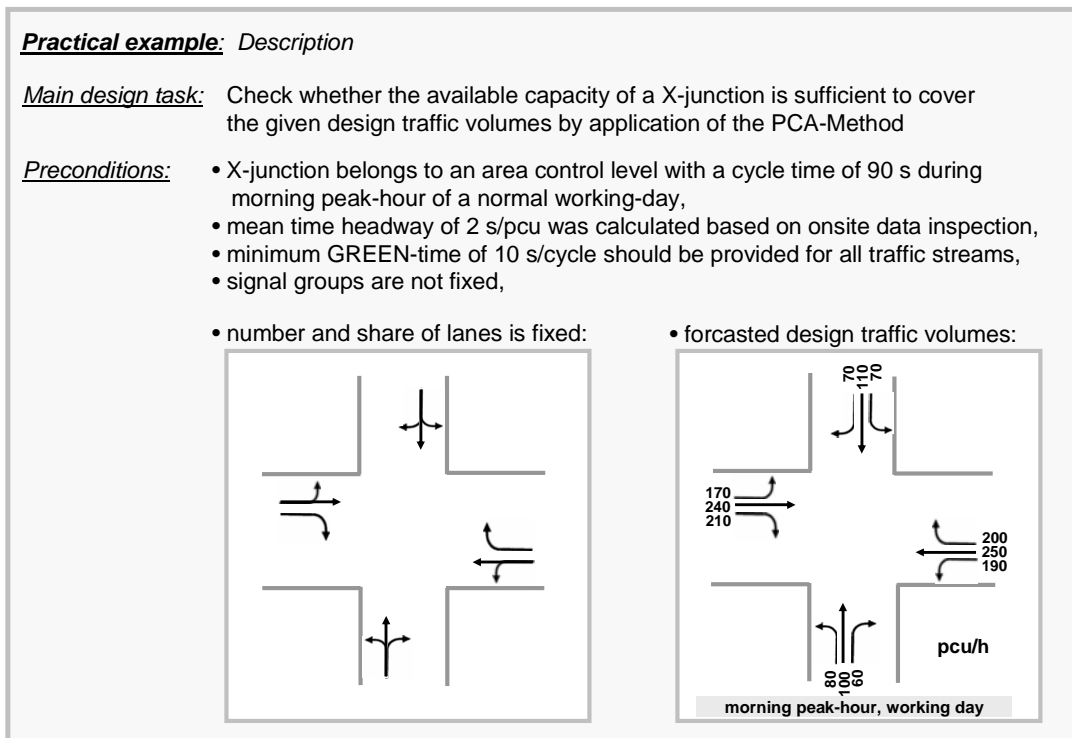 Practical example: Description
Main design task: Check whether the available capacity of a X-junction is sufficient to cover
the given design traffic volumes by application of the PCA-Method
Preconditions: • X-junction belongs to an area control level with a cycle time of 90 s during
morning peak-hour of a normal working-day,
• mean time headway of 2 s/pcu was calculated based on onsite data inspection,
• minimum GREEN-time of 10 s/cycle should be provided for all traffic streams,
• signal groups are not fixed,
• number and share of lanes is fixed:
• forcasted design traffic volumes:
70
110
70
170
240
210
200
250
190
80
100
60
pcu/h
morning peak-hour, working day